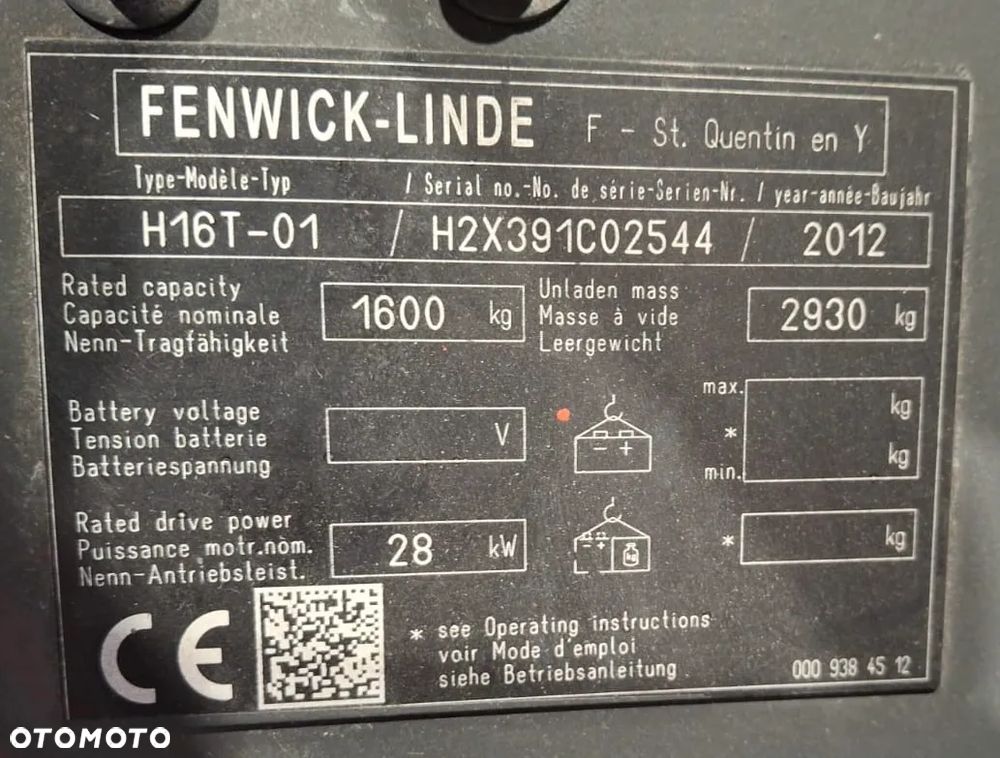 FENWICK-LINDE F - St. Quentin en Y
Type-Modèle-Typ / Serial no.-No. de série-Serien-Nr. / year-année-Baujahr
H16T-01 / H2X391C02544 / 2012
Rated capacity
Capacité nominale
Nenn-Tragfähigkeit
1600 kg
Unladen mass
Masse à vide
Leergewicht
2930 kg
Battery voltage
Tension batterie
Batteriespannung
V
- +
max. kg
*
min. kg
Rated drive power
Puissance motr.nom.
Nenn-Antriebsleist.
28 kW
- + kg
* kg
CE
* see Operating instructions
voir Mode d'emploi
siehe Betriebsanleitung
000 938 45 12
OTOMOTO